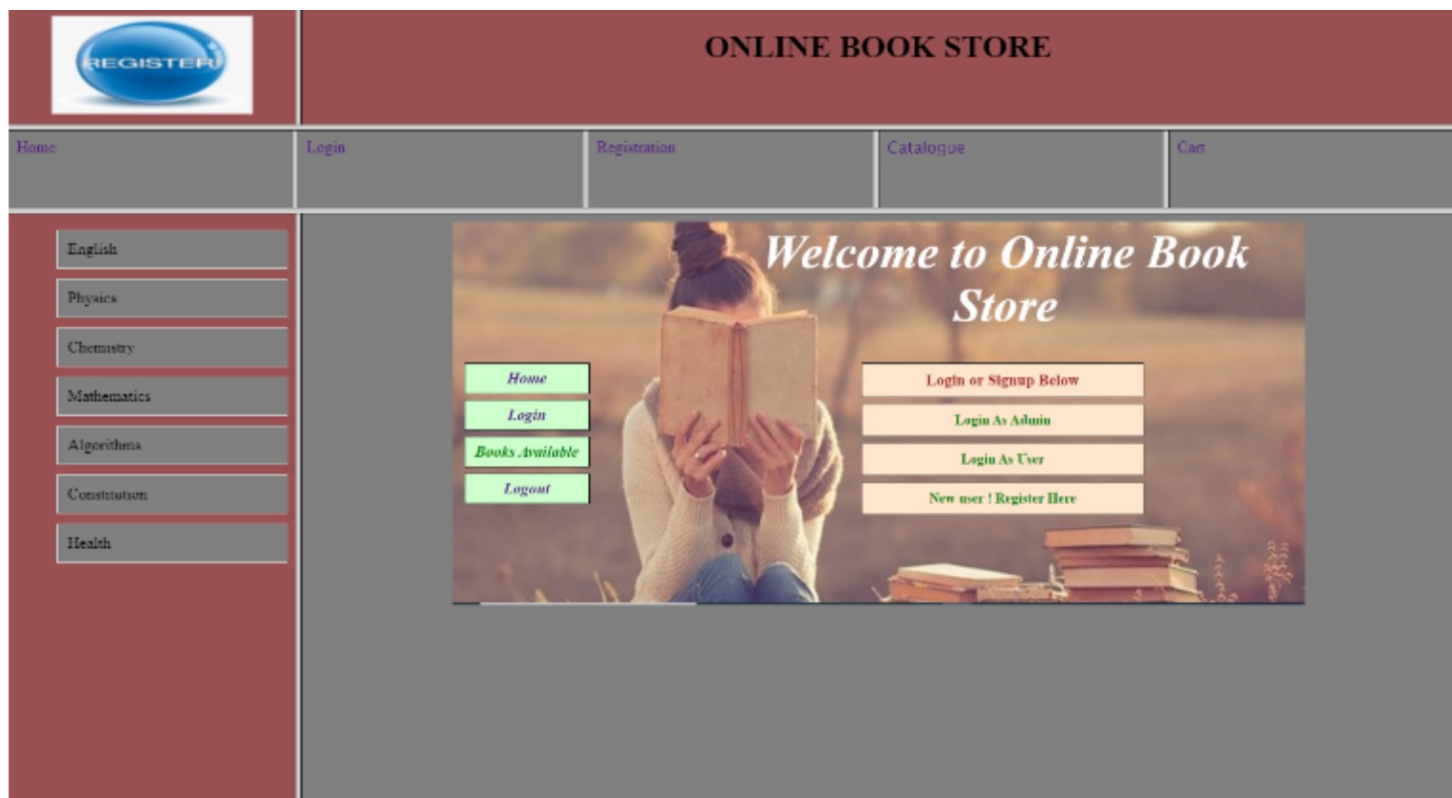 REGISTER!
ONLINE BOOK STORE
Home
Login
Registration
Catalogue
Cart
English
Physics
Chemistry
Mathematics
Algorithms
Constitution
Health
Welcome to Online Book
Store
Home
Login
Books Available
Logout
Login or Signup Below
Login As Admin
Login As User
New user ! Register Here